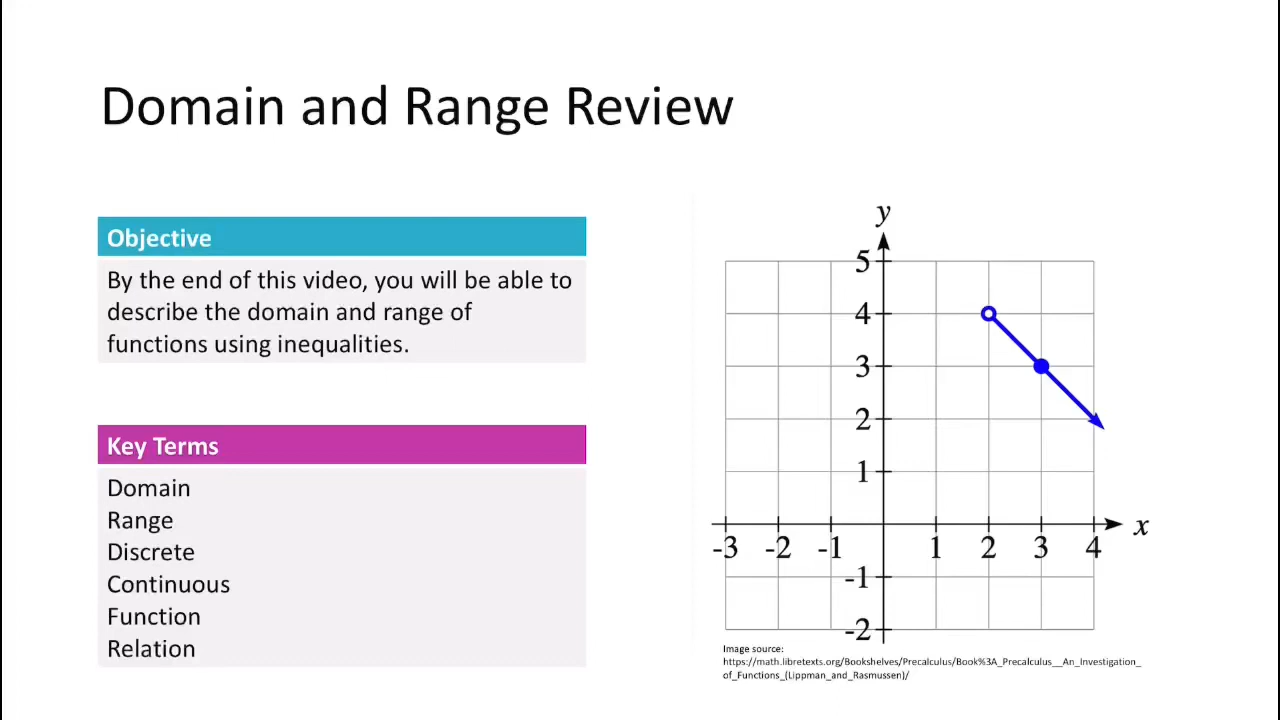 Domain and Range Review
Objective
By the end of this video, you will be able to
describe the domain and range of
functions using inequalities.
Key Terms
Domain
Range
Discrete
Continuous
Function
Relation
y
5
4
3
2
1
-3 -2 -1 1 2 3 4 x
-1
-2
Image source:
https://math.libretexts.org/Bookshelves/Precalculus/Book%3A_Precalculus__An_Investigation_
of_Functions_(Lippman_and_Rasmussen)/